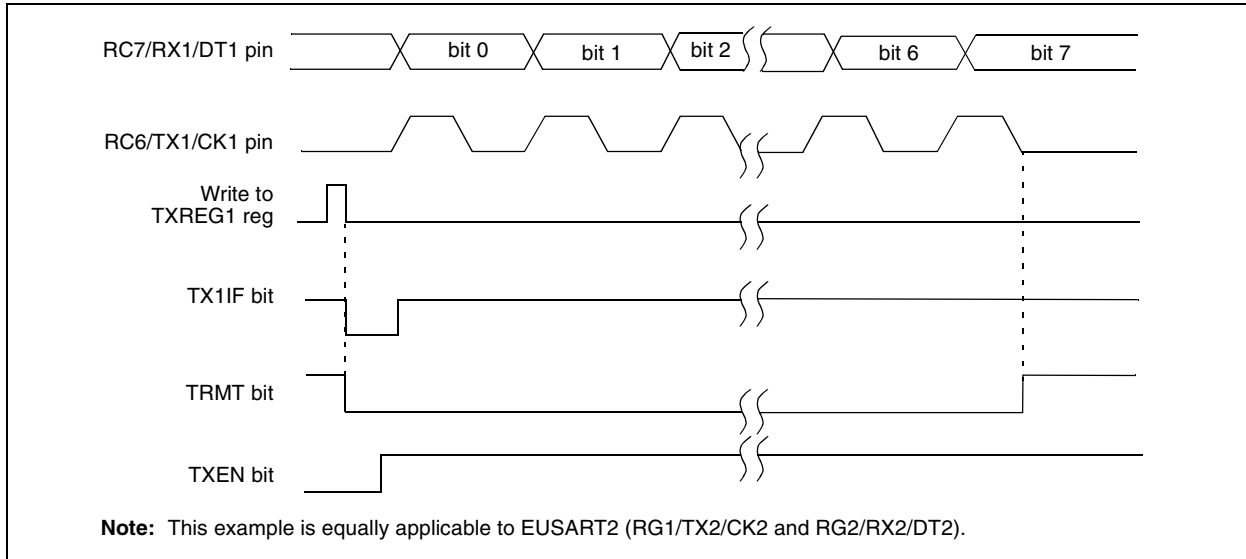 RC7/RX1/DT1 pin
bit 0
bit 1
bit 2
bit 6
bit 7
RC6/TX1/CK1 pin
Write to
TXREG1 reg
TX1IF bit
TRMT bit
TXEN bit
Note: This example is equally applicable to EUSART2 (RG1/TX2/CK2 and RG2/RX2/DT2).